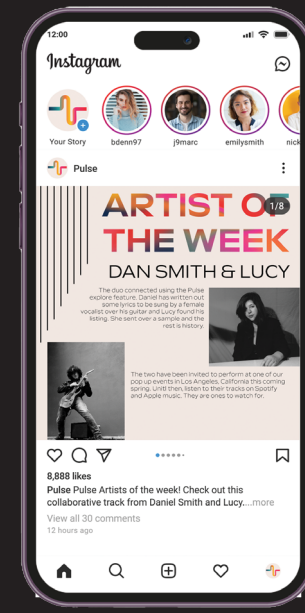 12:00
Instagram
Your Story
bdenn97
j9marc
emilysmith
nick
Pulse
1/8
ARTIST OF
THE WEEK
DAN SMITH & LUCY
The duo connected using the Pulse
explore feature. Daniel has written out
some lyrics to be sung by a female
vocalist over his guitar and Lucy found his
listing. She sent over a sample and the
rest is history.
The two have been invited to perform at one of our
pop up events in Los Angeles, California this coming
spring. Unitl then, listen to their tracks on Spotify
and Apple music. They are ones to watch for.
8,888 likes
Pulse Pulse Artists of the week! Check out this
collaborative track from Daniel Smith and Lucy....more
View all 30 comments
12 hours ago